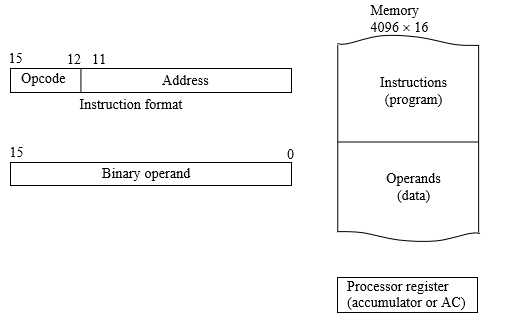 Memory
4096 × 16
15 12 11
Opcode Address
Instruction format
Instructions
(program)
15 0
Binary operand
Operands
(data)
Processor register
(accumulator or AC)